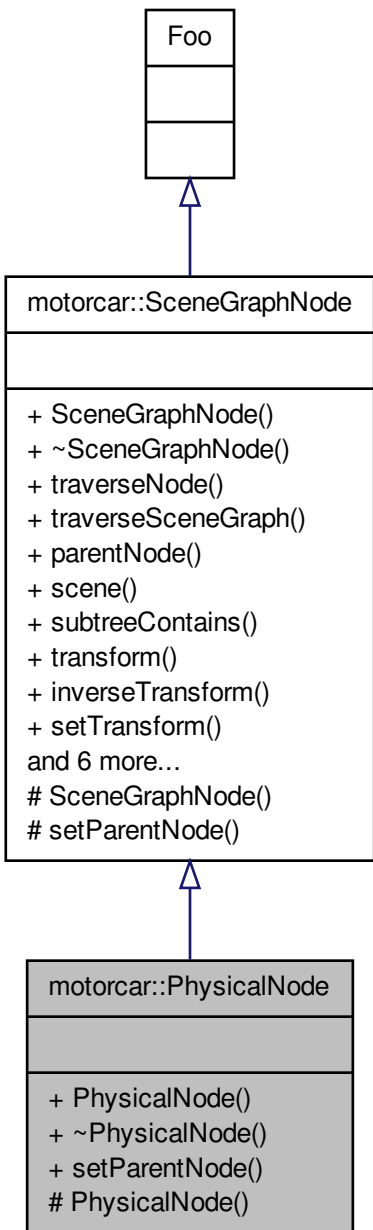 Foo
motorcar::SceneGraphNode
+ SceneGraphNode()
+ ~SceneGraphNode()
+ traverseNode()
+ traverseSceneGraph()
+ parentNode()
+ scene()
+ subtreeContains()
+ transform()
+ inverseTransform()
+ setTransform()
and 6 more...
# SceneGraphNode()
# setParentNode()
motorcar::PhysicalNode
+ PhysicalNode()
+ ~PhysicalNode()
+ setParentNode()
# PhysicalNode()